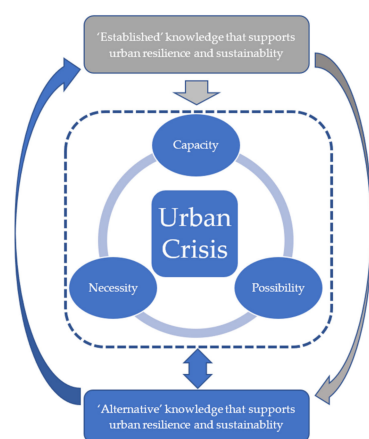 'Established' knowledge that supports
urban resilience and sustainablity
Capacity
Urban
Crisis
Necessity
Possibility
'Alternative' knowledge that supports
urban resilience and sustainablity